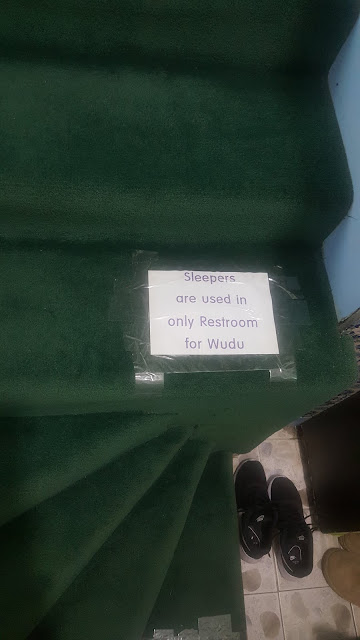 Sleepers
are used in
only Restroom
for Wudu